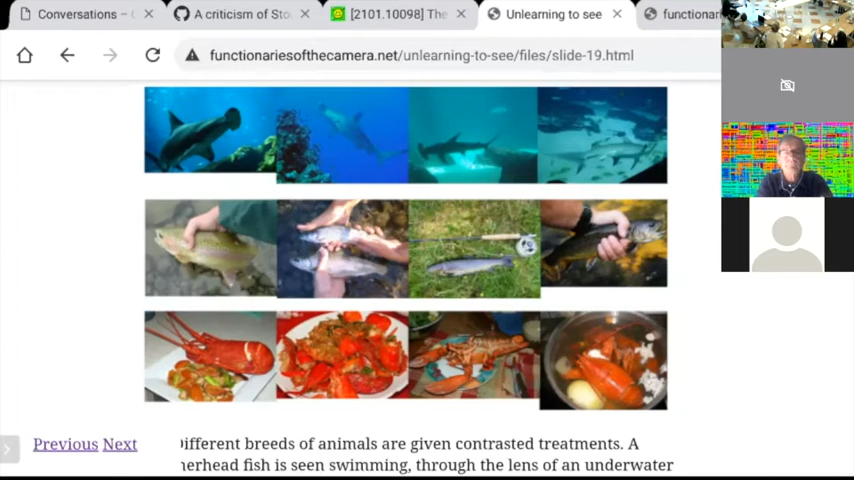 Conversations –
A criticism of Sto
[2101.10098] The
Unlearning to see
functionar
functionariesofthecamera.net/unlearning-to-see/files/slide-19.html
Previous Next
ifferent breeds of animals are given contrasted treatments. A
nerhead fish is seen swimming, through the lens of an underwater